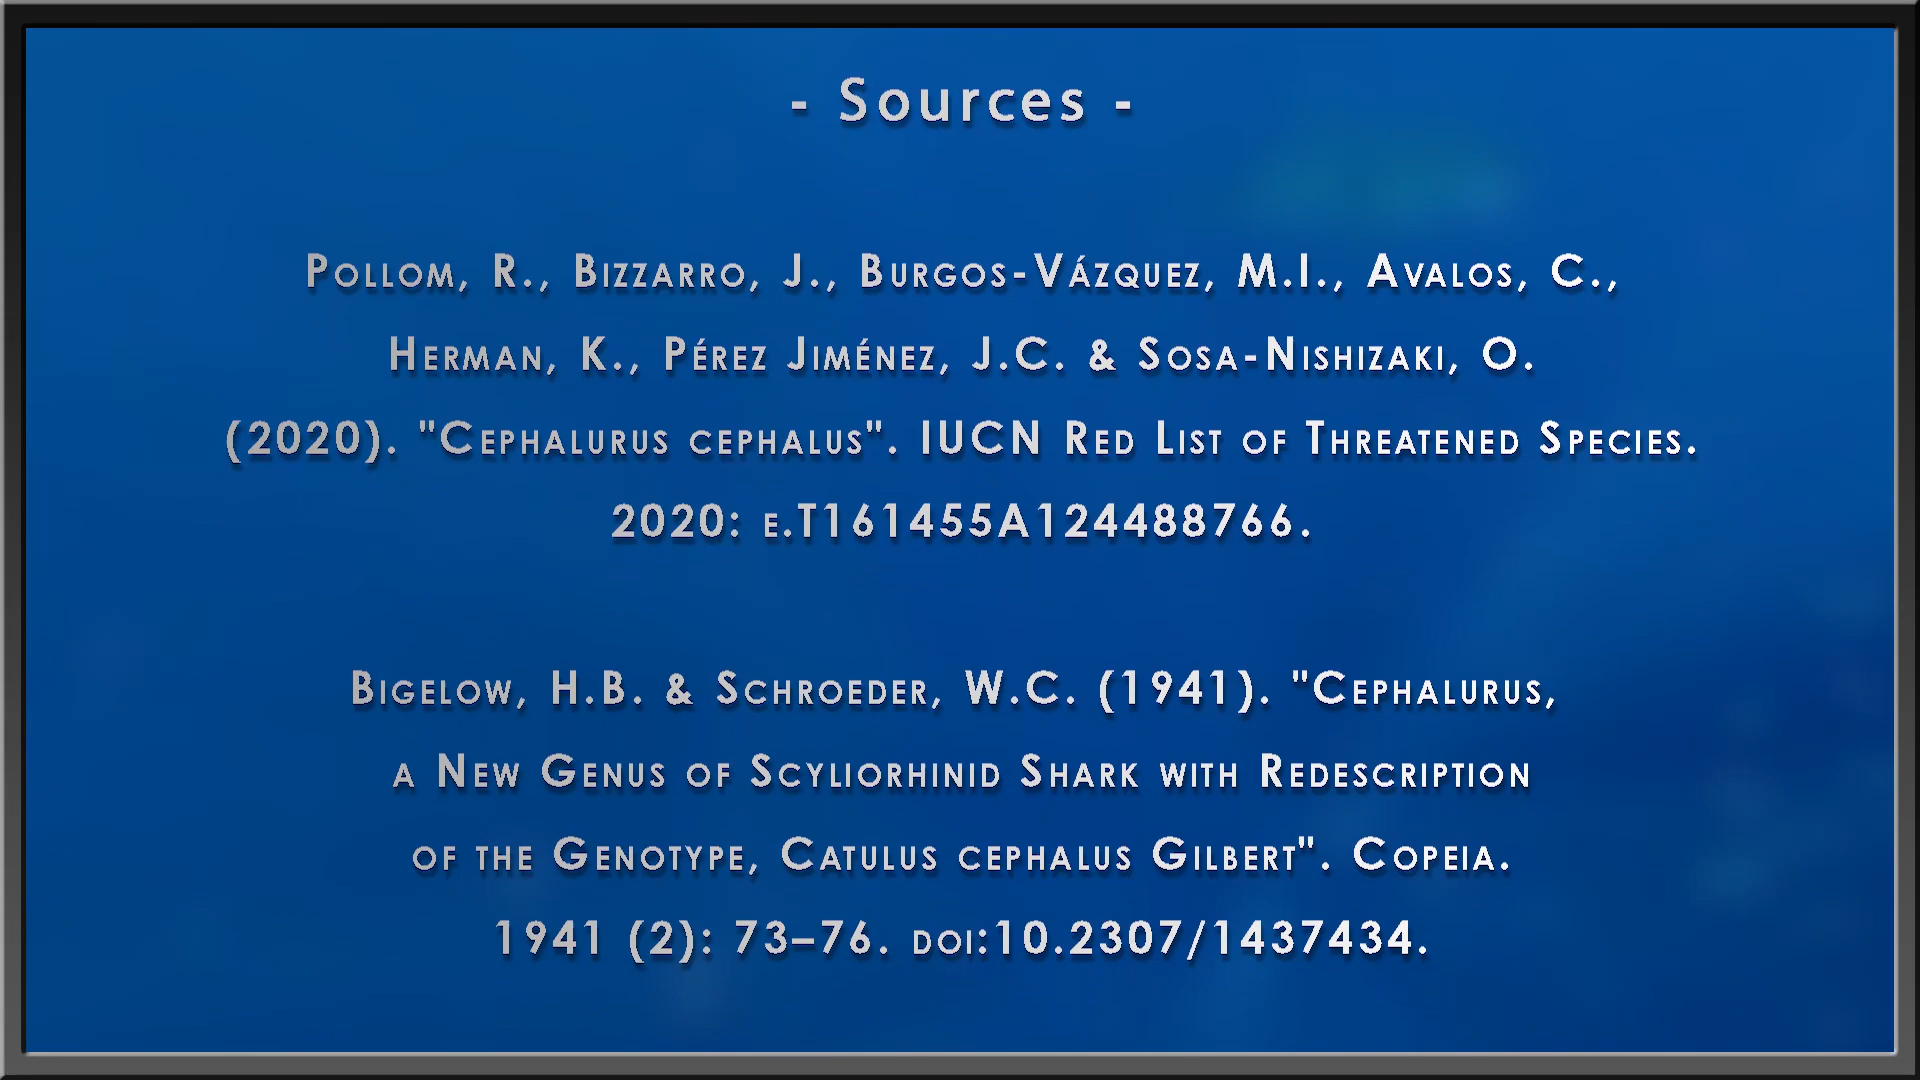 - Sources -
Pollom, R., Bizzarro, J., Burgos-Vázquez, M.I., Avalos, C.,
Herman, K., Pérez Jiménez, J.C. & Sosa-Nishizaki, O.
(2020). "Cephalurus cephalus". IUCN Red List of Threatened Species.
2020: e.T161455A124488766.
Bigelow, H.B. & Schroeder, W.C. (1941). "Cephalurus,
a New Genus of Scyliorhinid Shark with Redescription
of the Genotype, Catulus cephalus Gilbert". Copeia.
1941 (2): 73–76. doi:10.2307/1437434.